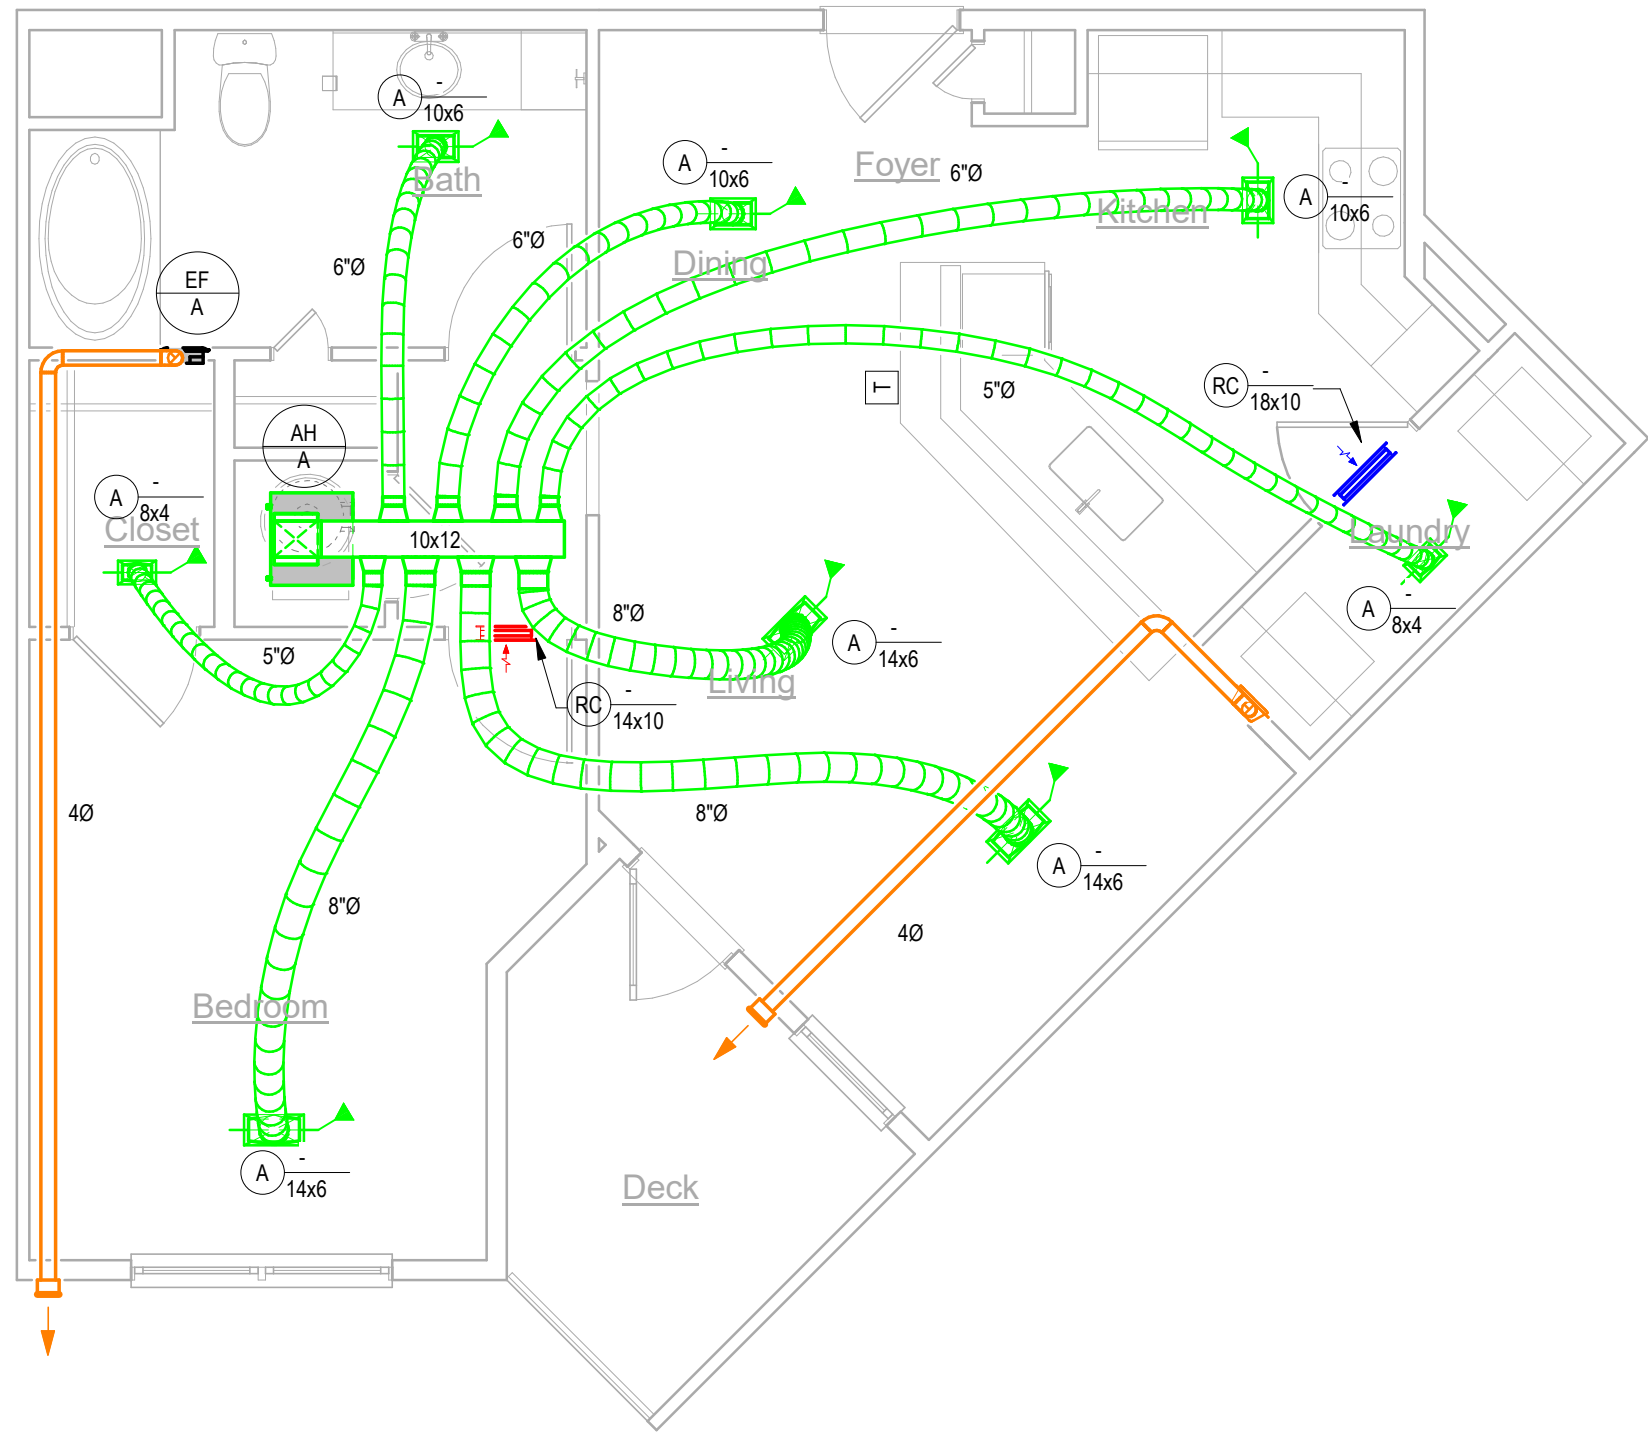 A
-
10x6
Bath
A
-
10x6
Foyer
6"Ø
A
-
10x6
Kitchen
6"Ø
6"Ø
Dining
EF
A
RC
-
18x10
T
5"Ø
AH
A
A
-
8x4
Closet
10x12
Laundry
A
-
8x4
8"Ø
A
-
14x6
5"Ø
Living
RC
-
14x10
4Ø
8"Ø
A
-
14x6
8"Ø
4Ø
Bedroom
A
-
14x6
Deck